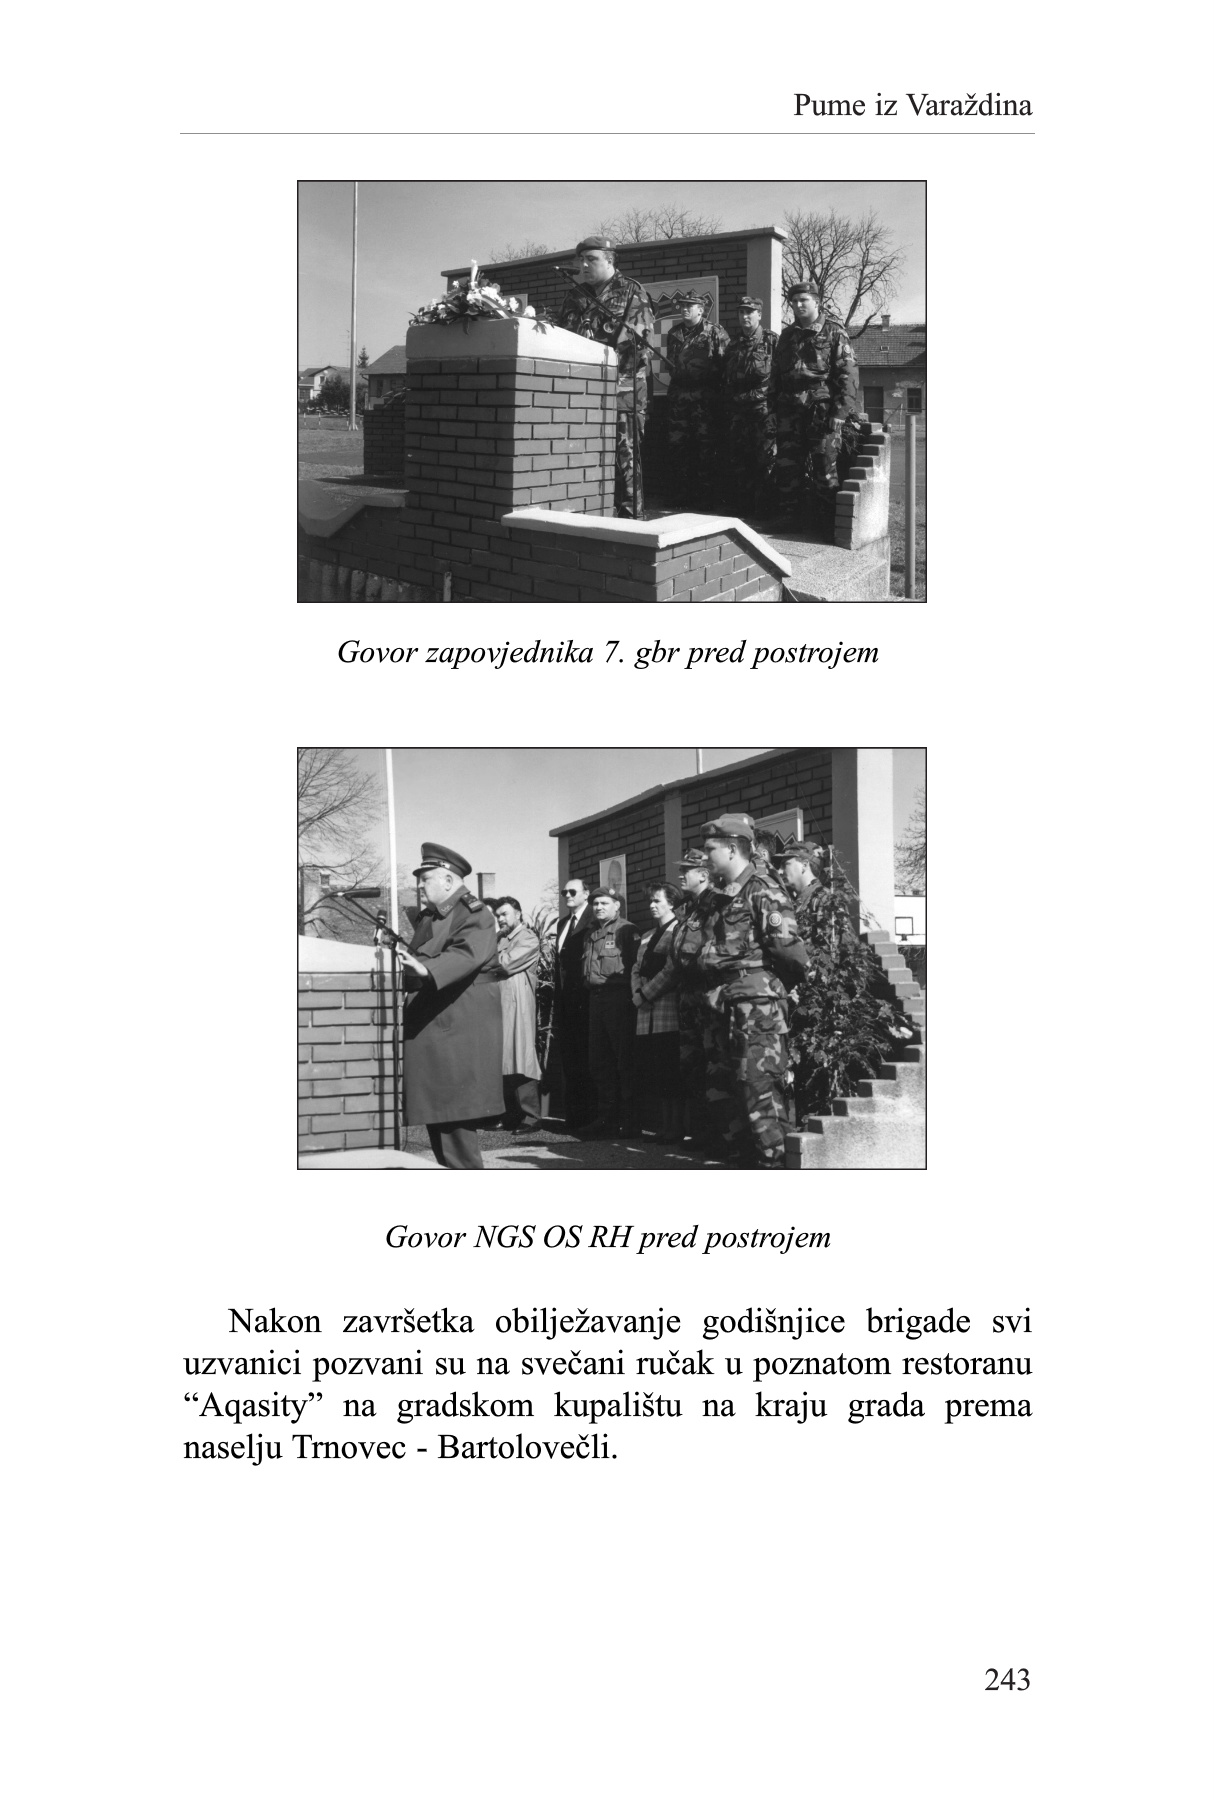 Pume iz Varaždina
Govor zapovjednika 7. gbr pred postrojem
Govor NGS OS RH pred postrojem
Nakon završetka obilježavanje godišnjice brigade svi
uzvanici pozvani su na svečani ručak u poznatom restoranu
“Aqasity” na gradskom kupalištu na kraju grada prema
naselju Trnovec - Bartolovečli.
243